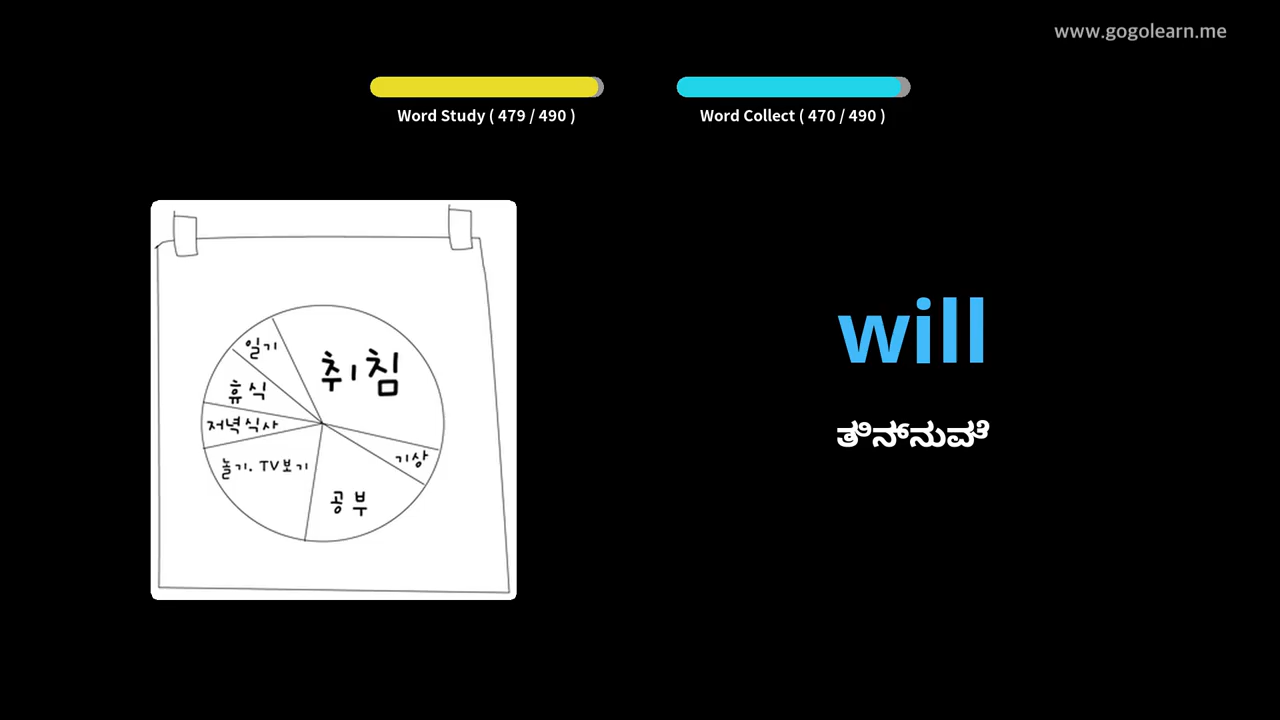 www.gogolearn.me
Word Study ( 479 / 490 )
Word Collect ( 470 / 490 )
일기
취침
휴식
저녁식사
놀기. TV보기
기상
공부
will
ತಿನ್ನುವೆ